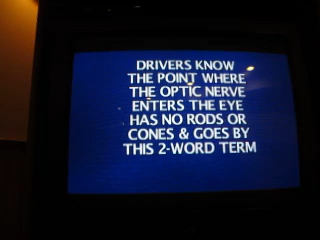 DRIVERS KNOW
THE POINT WHERE
THE OPTIC NERVE
ENTERS THE EYE
HAS NO RODS OR
CONES & GOES BY
THIS 2-WORD TERM